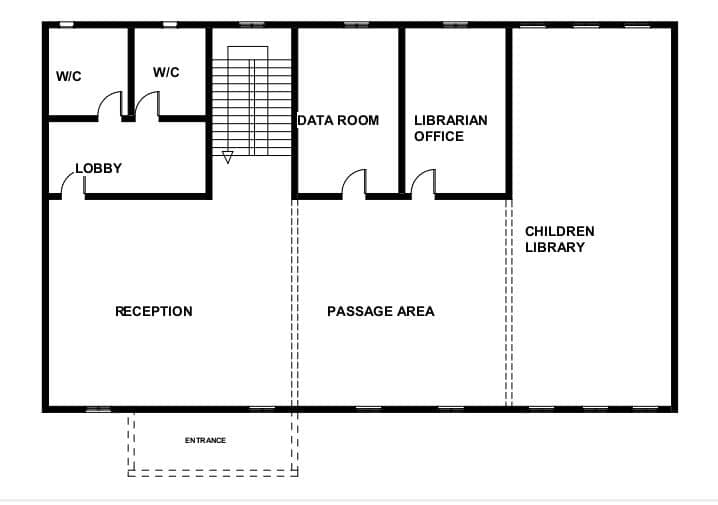 W/C
W/C
DATA ROOM
LIBRARIAN
OFFICE
LOBBY
CHILDREN
LIBRARY
RECEPTION
PASSAGE AREA
ENTRANCE